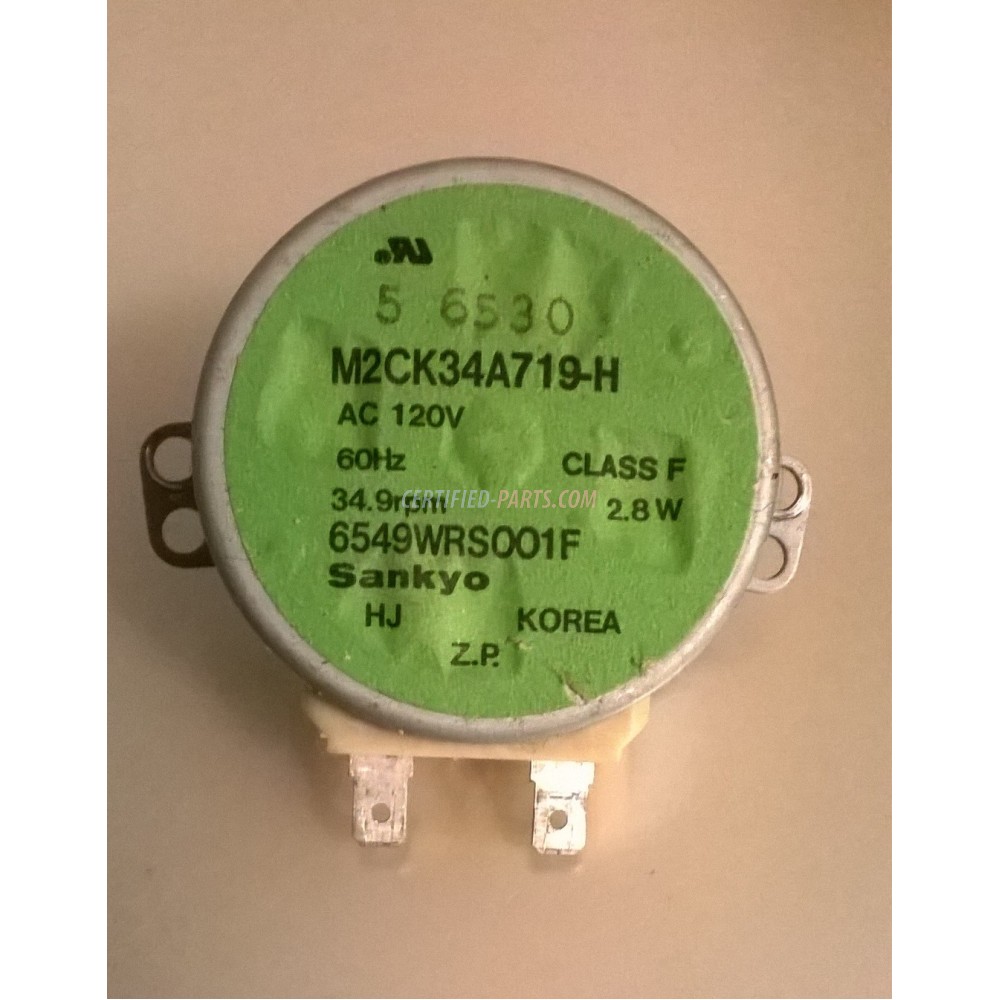 5 6530
M2CK34A719-H
AC 120V
60Hz CLASS F
34.9rpm 2.8 W
CERTIFIED-PARTS.COM
6549WRS001F
Sankyo
HJ KOREA
Z.P.